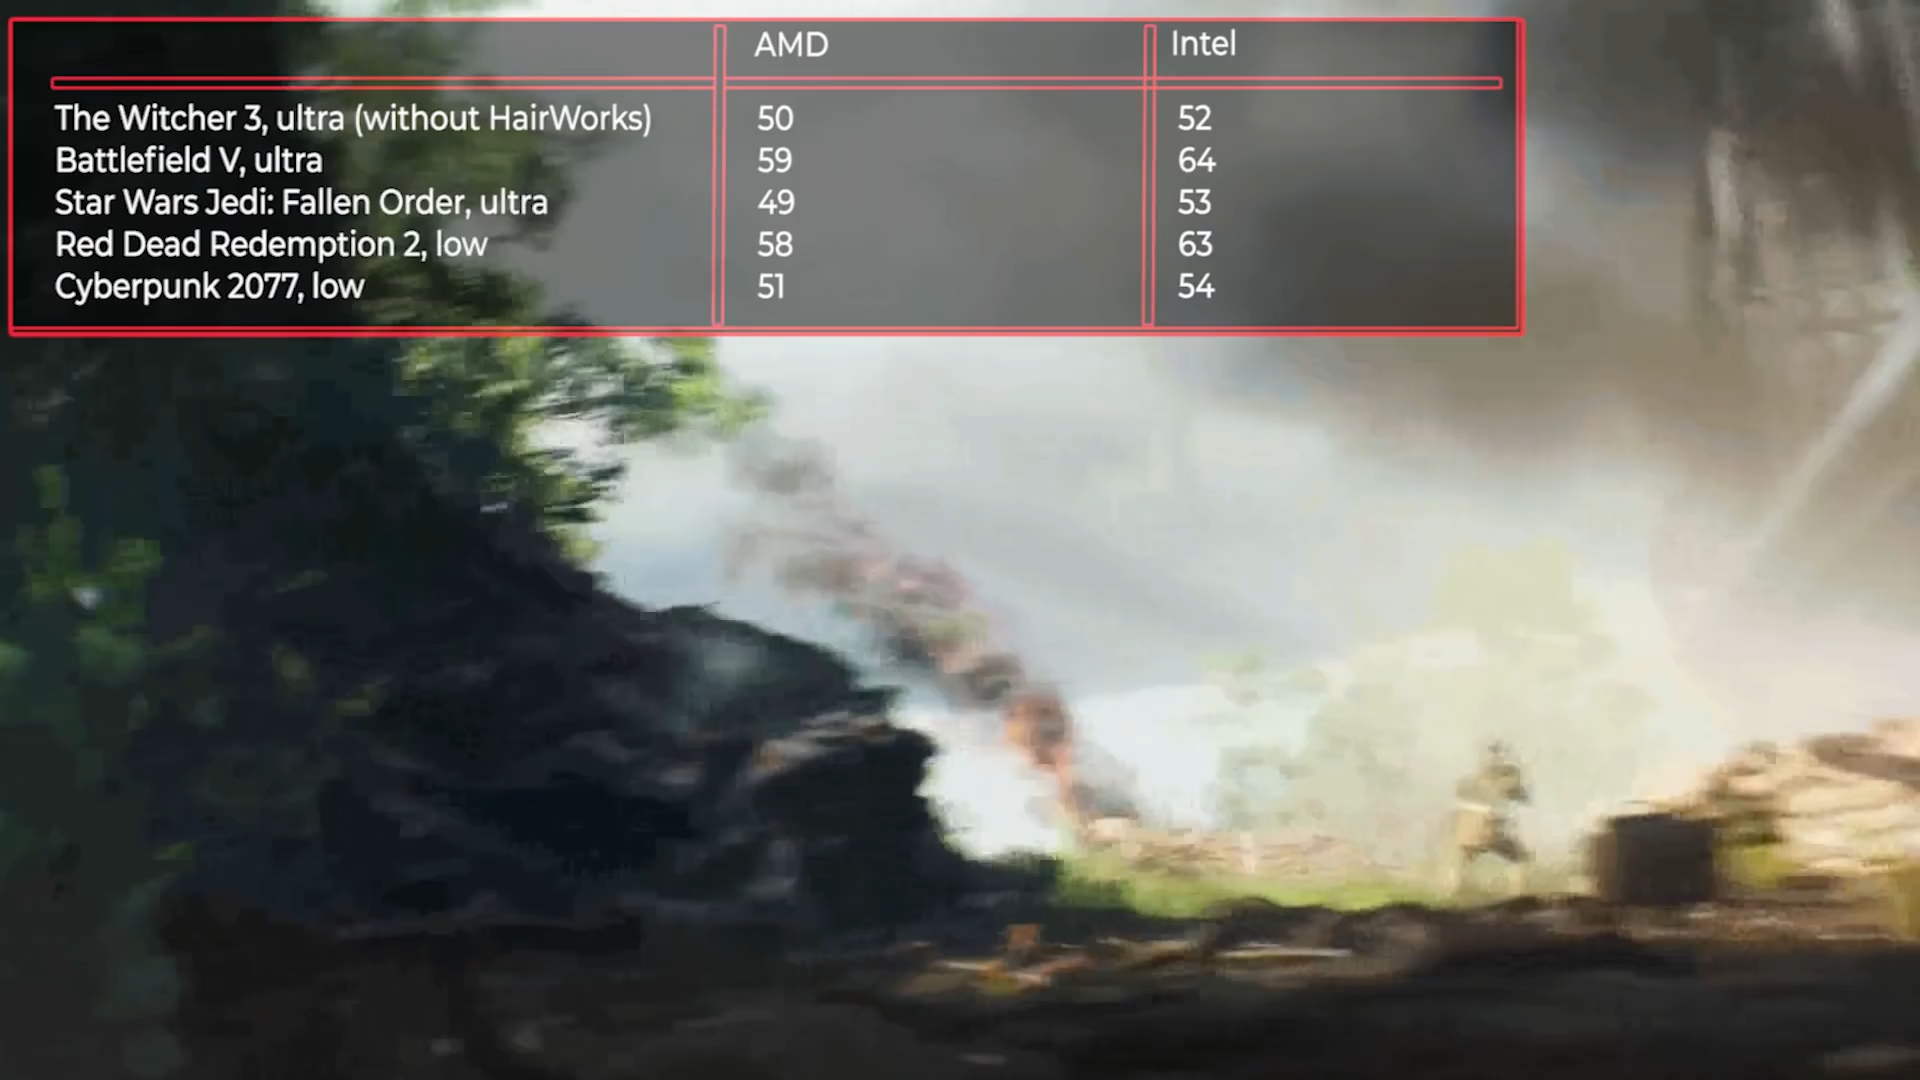 AMD Intel
The Witcher 3, ultra (without HairWorks) 50 52
Battlefield V, ultra 59 64
Star Wars Jedi: Fallen Order, ultra 49 53
Red Dead Redemption 2, low 58 63
Cyberpunk 2077, low 51 54